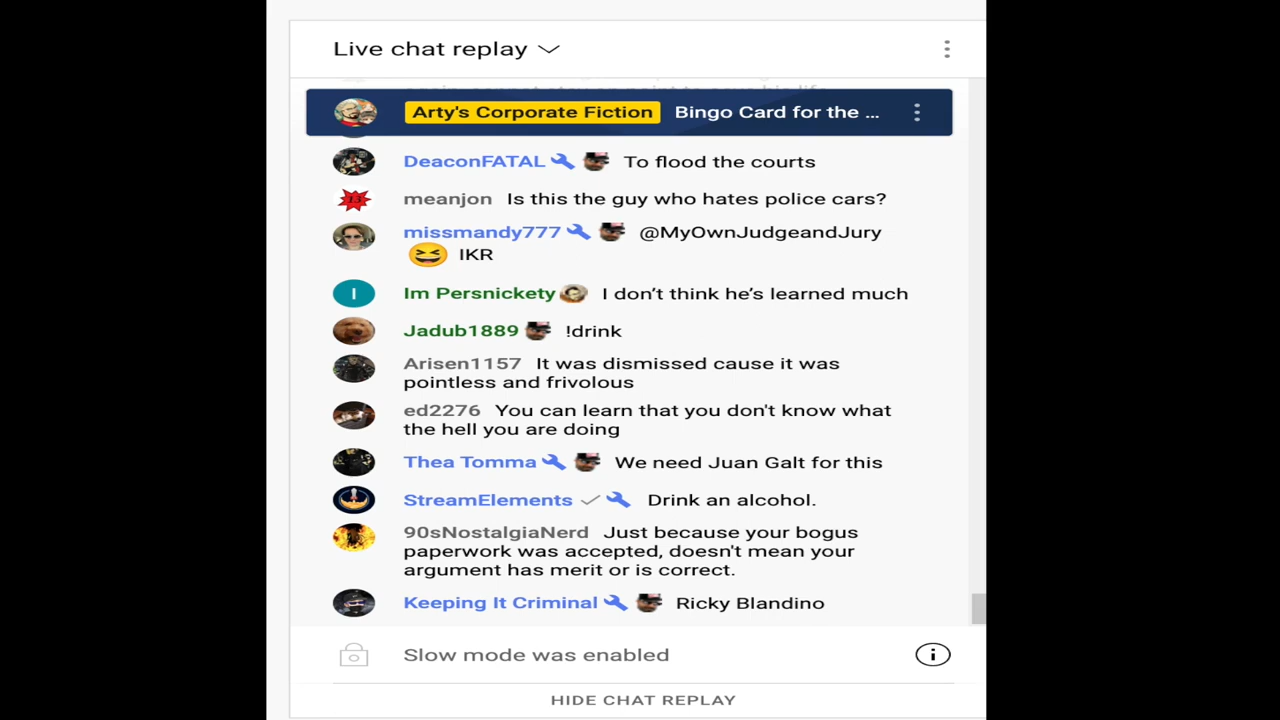 Live chat replay
Arty's Corporate Fiction Bingo Card for the ...
DeaconFATAL To flood the courts
meanjon Is this the guy who hates police cars?
missmandy777 @MyOwnJudgeandJury
IKR
I Im Persnickety I don’t think he’s learned much
Jadub1889 !drink
Arisen1157 It was dismissed cause it was
pointless and frivolous
ed2276 You can learn that you don't know what
the hell you are doing
Thea Tomma We need Juan Galt for this
StreamElements Drink an alcohol.
90sNostalgiaNerd Just because your bogus
paperwork was accepted, doesn't mean your
argument has merit or is correct.
Keeping It Criminal Ricky Blandino
Slow mode was enabled
HIDE CHAT REPLAY